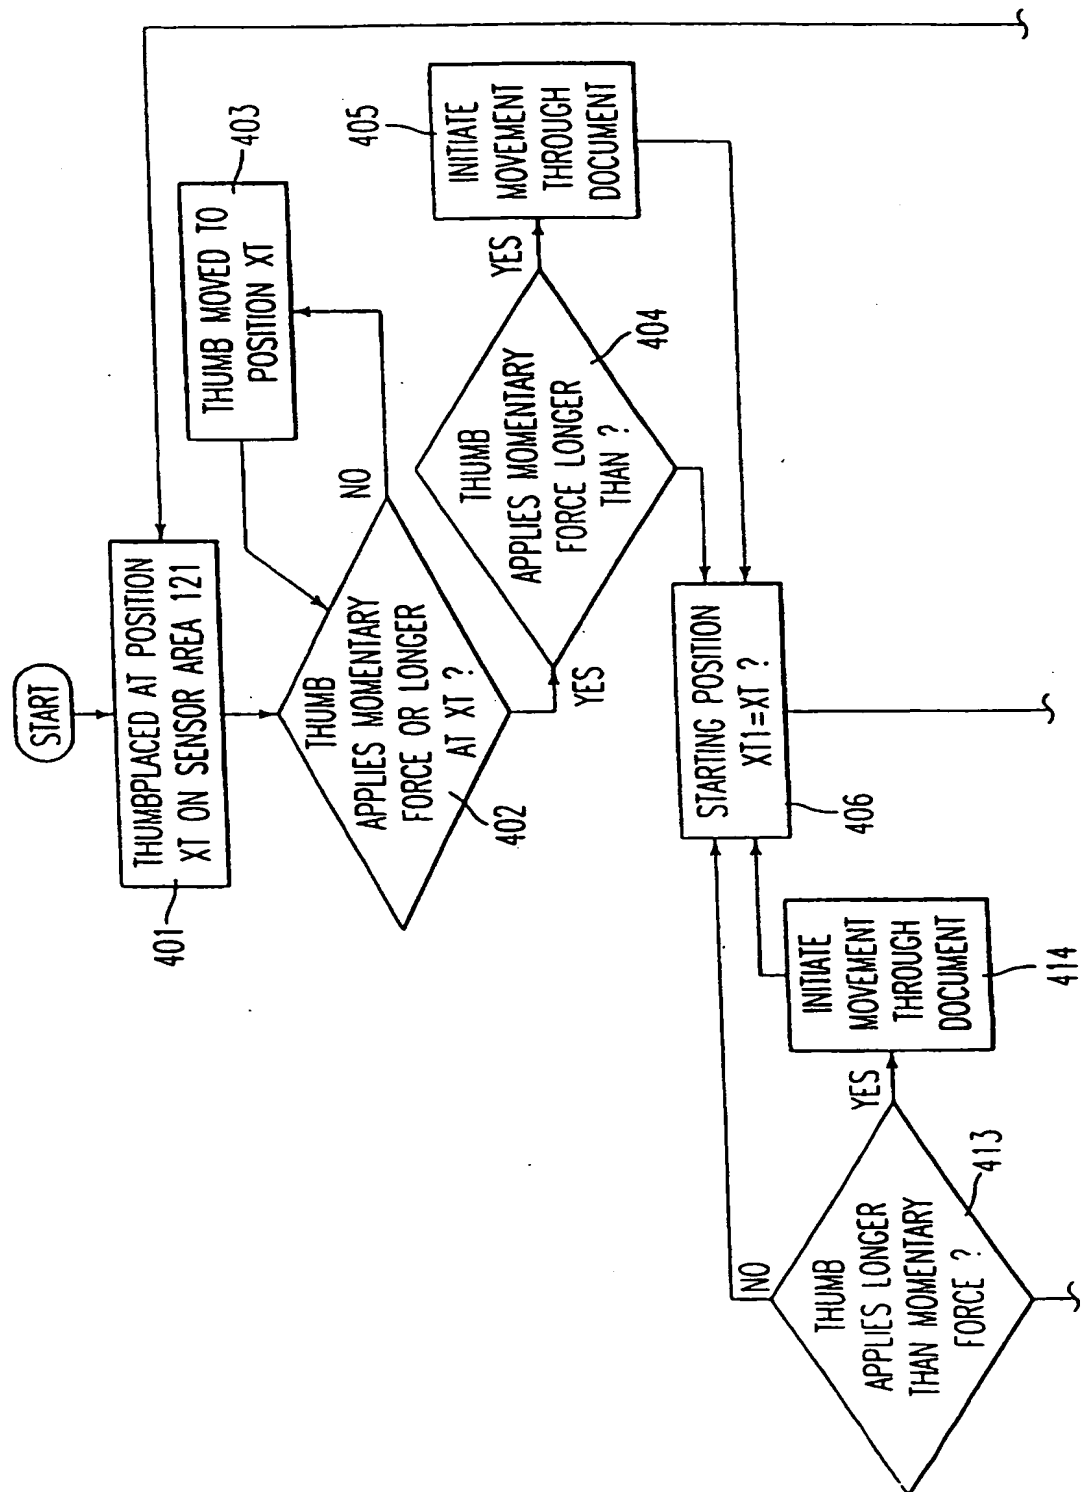 START
THUMBPLACED AT POSITION
XT ON SENSOR AREA 121
401
THUMB
APPLIES MOMENTARY
FORCE OR LONGER
AT XT ?
402
NO
THUMB MOVED TO
POSITION XT
403
YES
THUMB
APPLIES MOMENTARY
FORCE LONGER
THAN ?
404
YES
INITIATE
MOVEMENT
THROUGH
DOCUMENT
405
STARTING POSITION
XT1=XT ?
406
THUMB
APPLIES LONGER
THAN MOMENTARY
FORCE ?
413
NO
YES
INITIATE
MOVEMENT
THROUGH
DOCUMENT
414